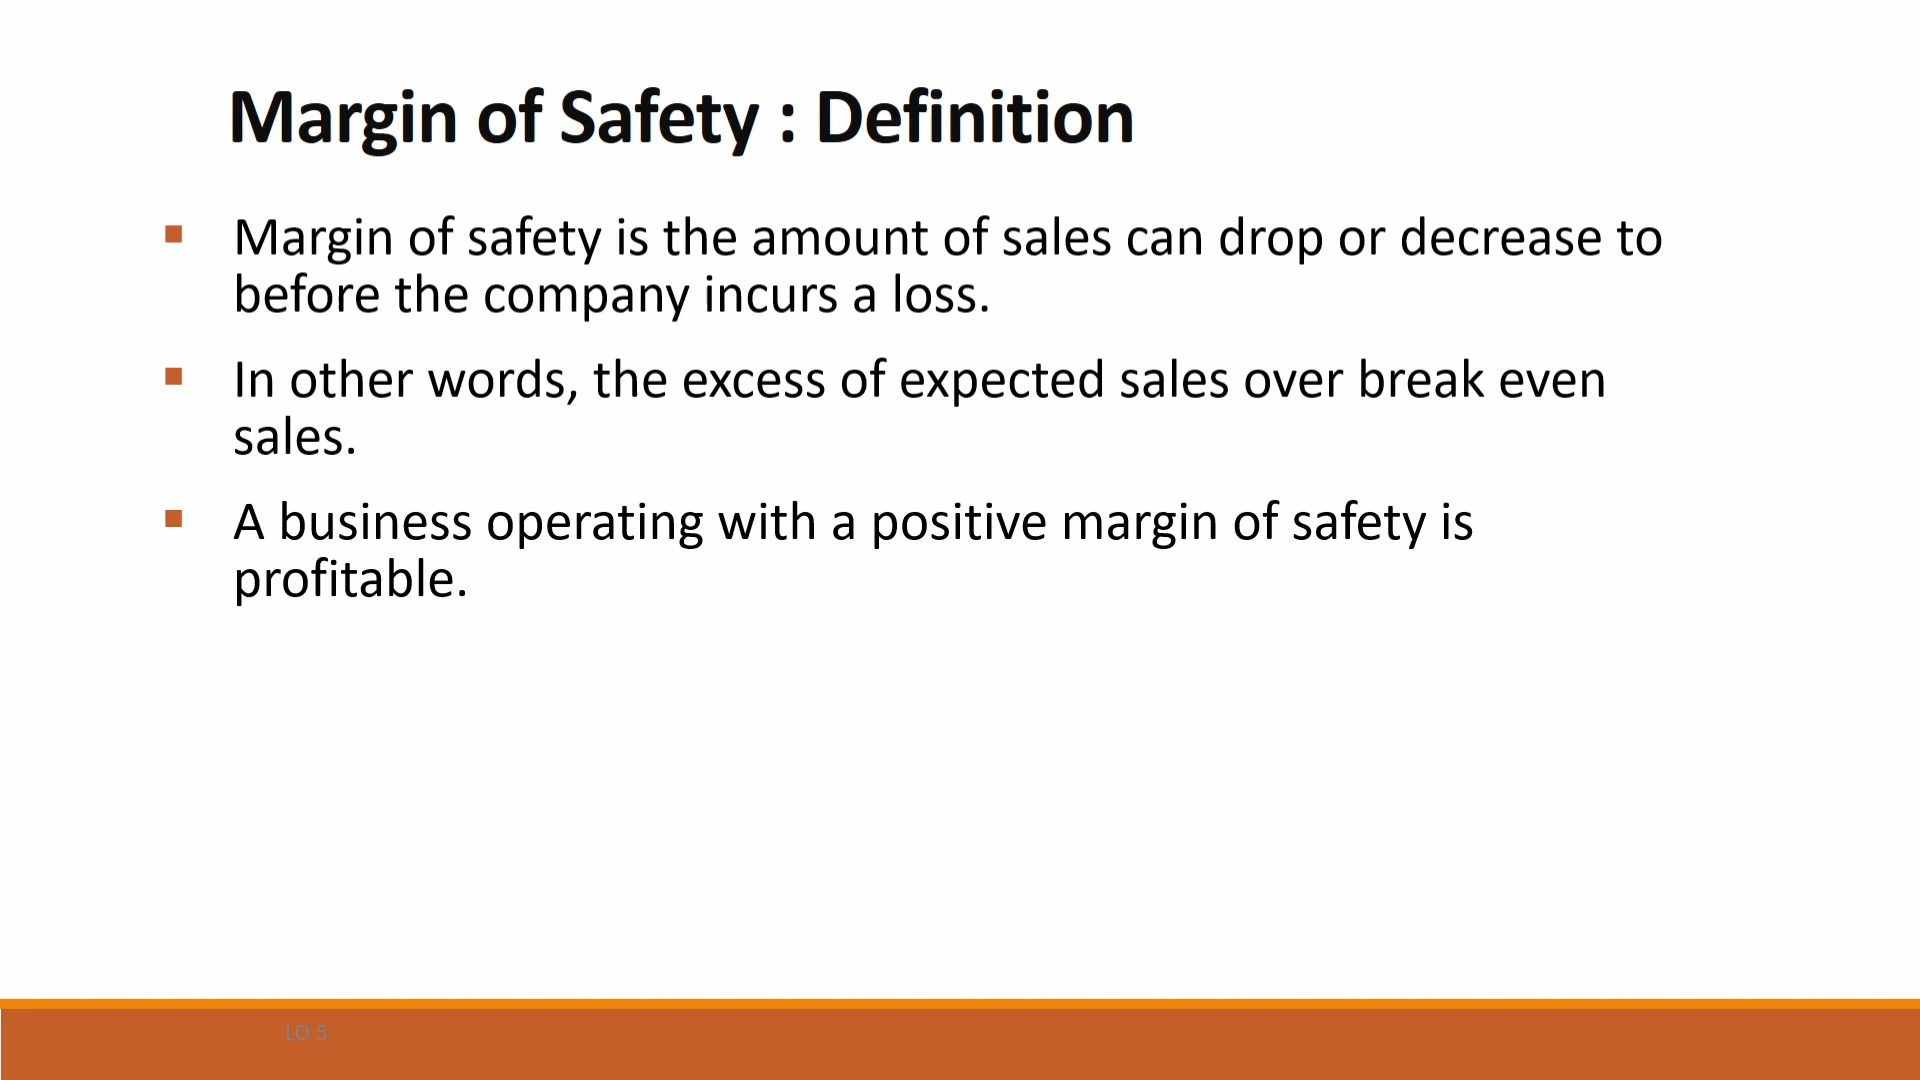 Margin of Safety : Definition
▪ Margin of safety is the amount of sales can drop or decrease to
before the company incurs a loss.
▪ In other words, the excess of expected sales over break even
sales.
▪ A business operating with a positive margin of safety is
profitable.
LO 5